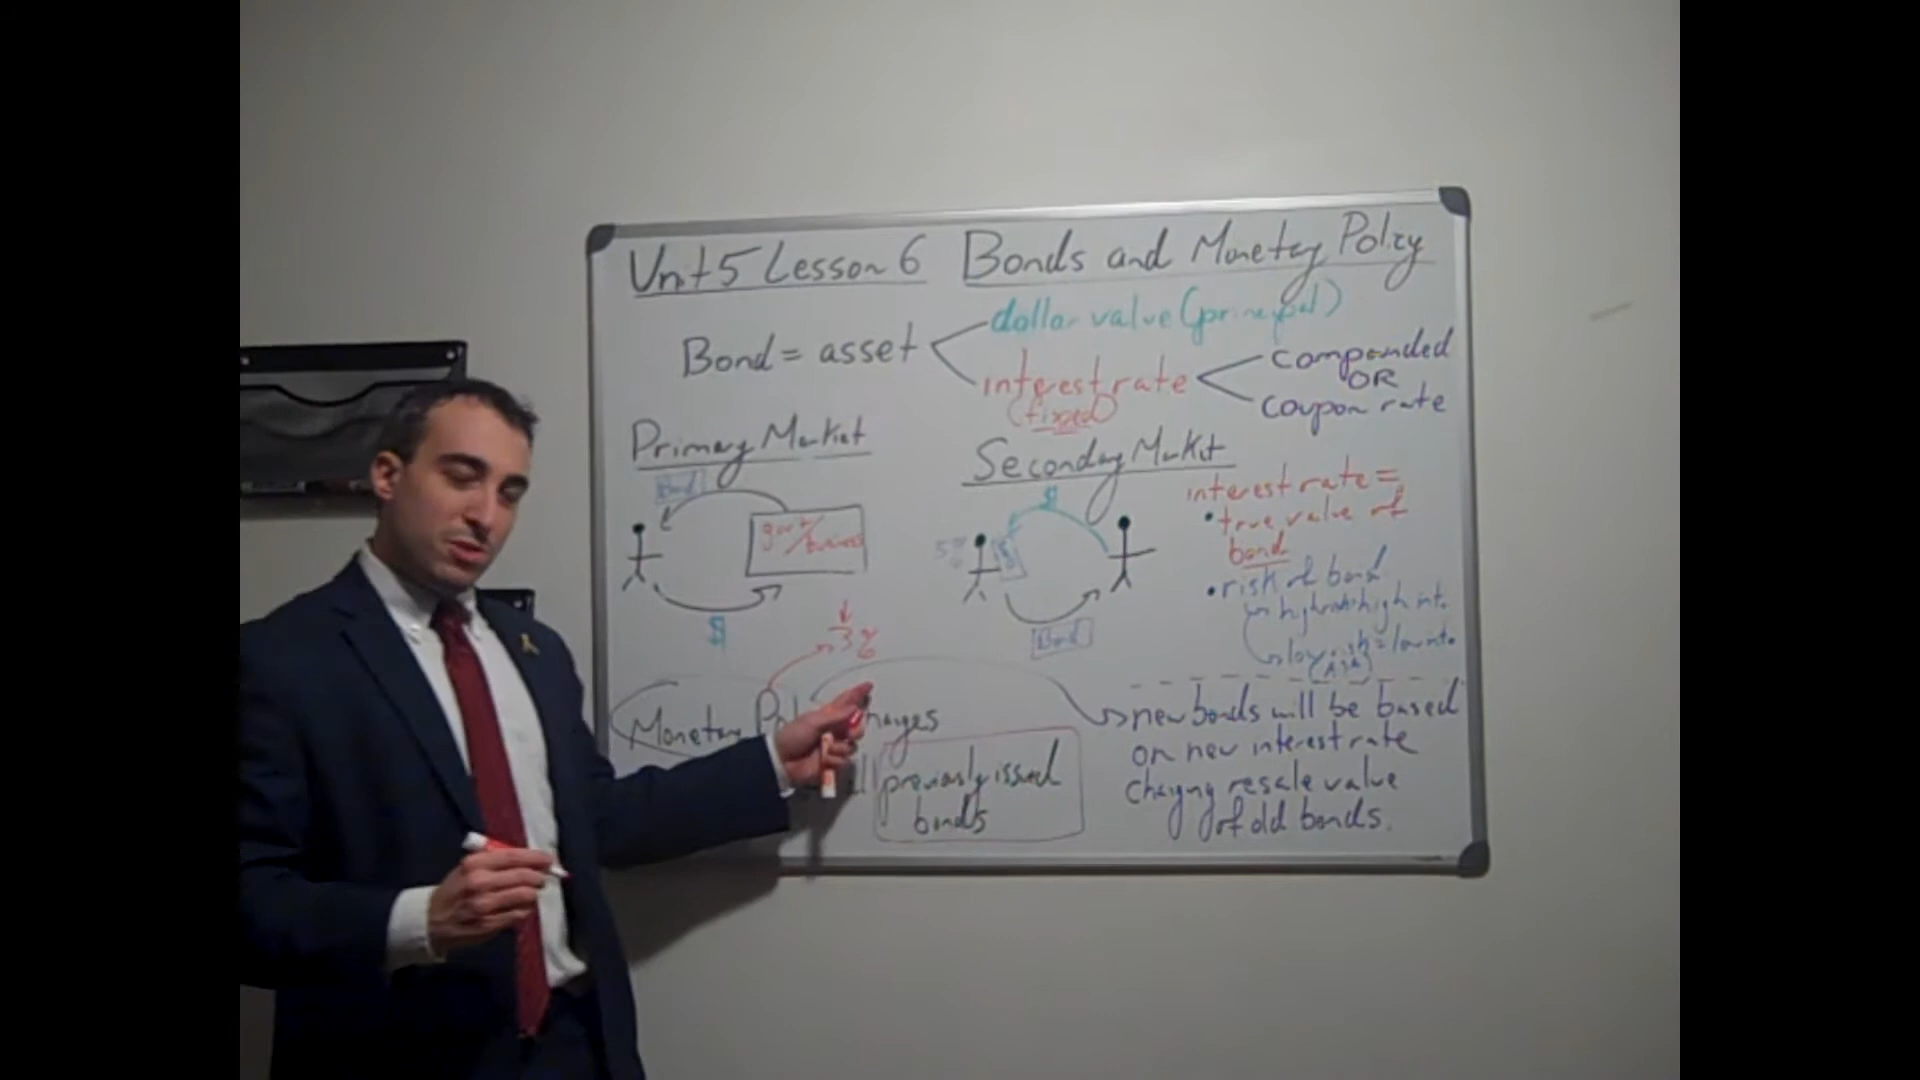 Unit 5 Lesson 6 Bonds and Monetary Policy
Bond = asset
dollar value (principal)
interest rate
(fixed)
compounded
OR
coupon rate
Primary Market
Bond
govt/
business
$
Secondary Market
$
5%
$
Bond
interest rate =
• true value of
bond
• risk of bond
high risk = high int.
low risk = low int.
3%
Monetary changes
previously issued
bonds
new bonds will be based
on new interest rate
changing resale value
of old bonds.